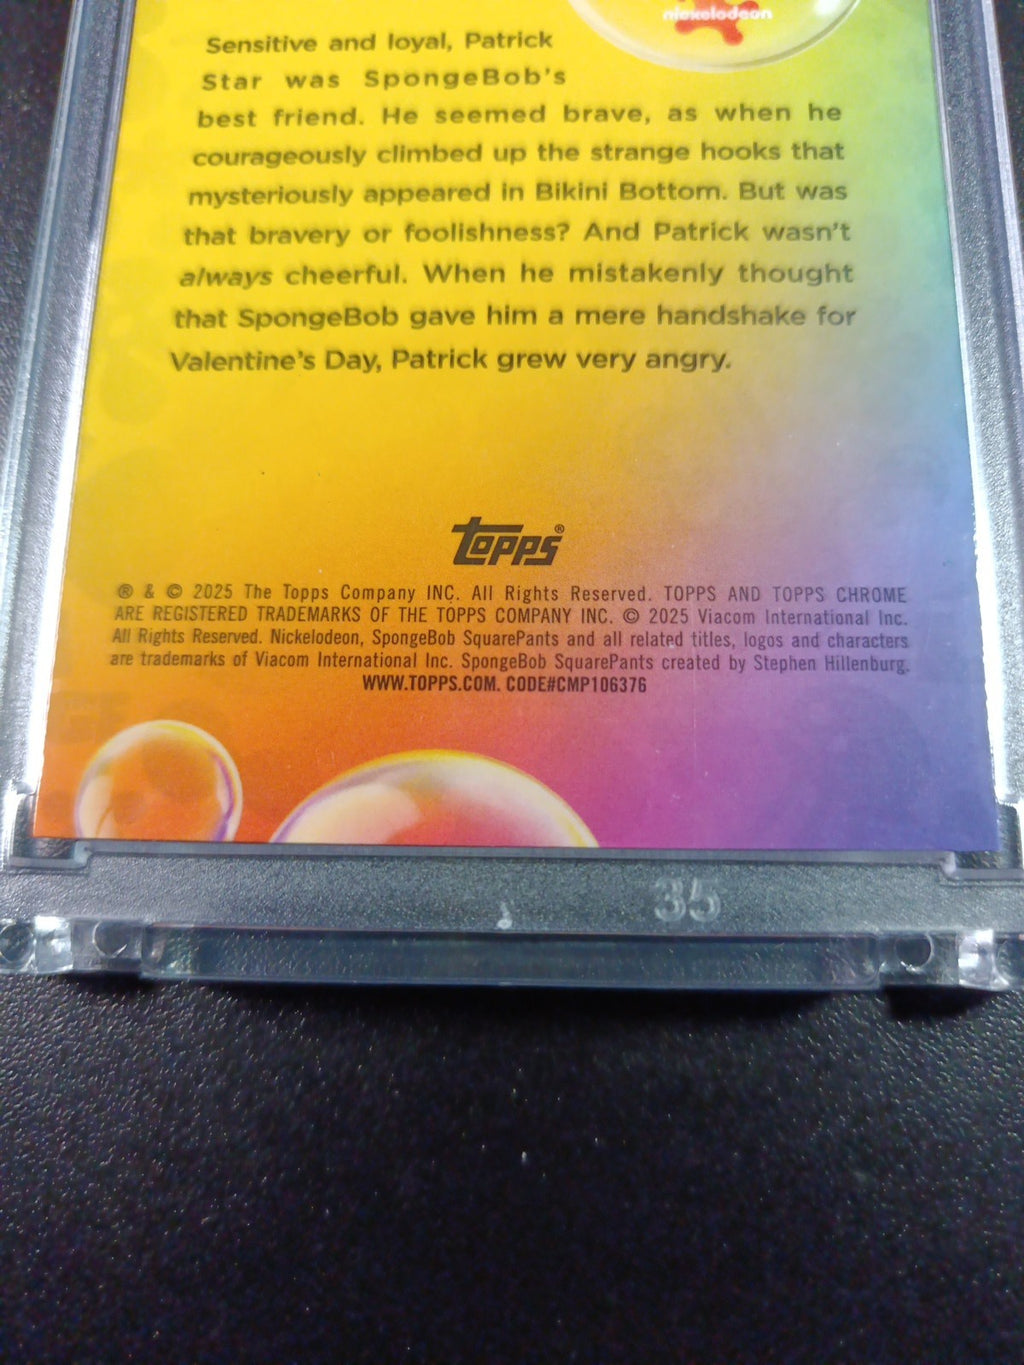 nickelodeon
Sensitive and loyal, Patrick
Star was SpongeBob's
best friend. He seemed brave, as when he
courageously climbed up the strange hooks that
mysteriously appeared in Bikini Bottom. But was
that bravery or foolishness? And Patrick wasn't
always cheerful. When he mistakenly thought
that SpongeBob gave him a mere handshake for
Valentine's Day, Patrick grew very angry.
topps®
® & © 2025 The Topps Company INC. All Rights Reserved. TOPPS AND TOPPS CHROME
ARE REGISTERED TRADEMARKS OF THE TOPPS COMPANY INC. © 2025 Viacom International Inc.
All Rights Reserved. Nickelodeon, SpongeBob SquarePants and all related titles, logos and characters
are trademarks of Viacom International Inc. SpongeBob SquarePants created by Stephen Hillenburg.
WWW.TOPPS.COM. CODE#CMP106376
35